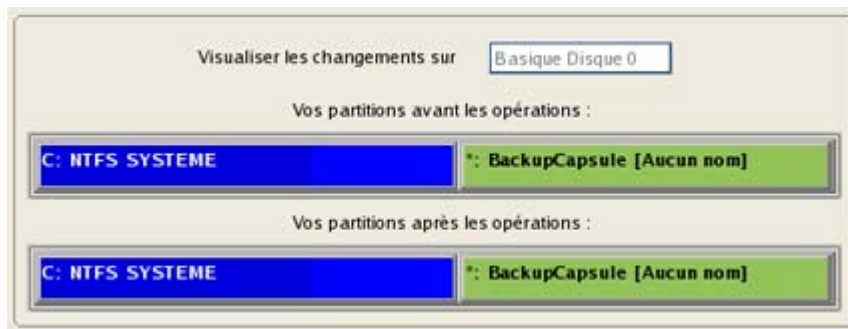 Visualiser les changements sur Basique Disque 0
Vos partitions avant les opérations :
C: NTFS SYSTEME *: BackupCapsule [Aucun nom]
Vos partitions après les opérations :
C: NTFS SYSTEME *: BackupCapsule [Aucun nom]